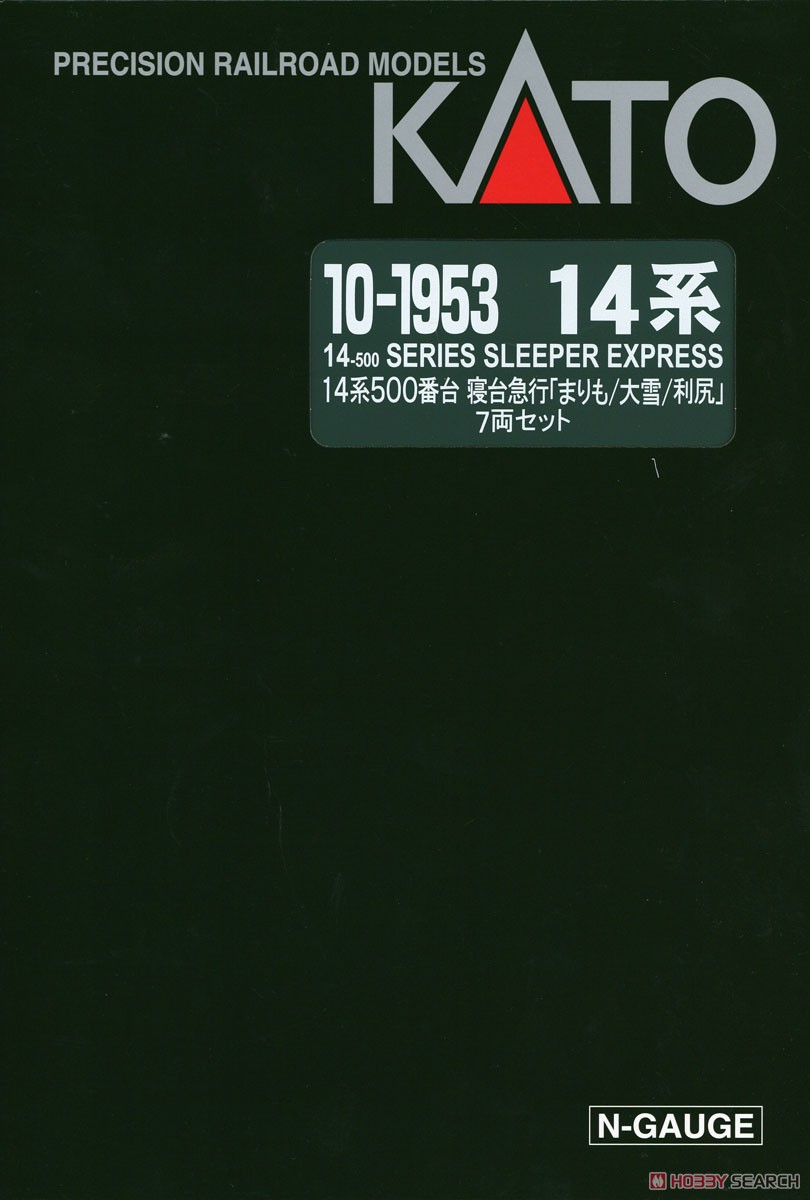 PRECISION RAILROAD MODELS
KATO
10-1953 14系
14-500 SERIES SLEEPER EXPRESS
14系500番台 寝台急行「まりも/大雪/利尻」
7両セット
N-GAUGE
HOBBY SEARCH